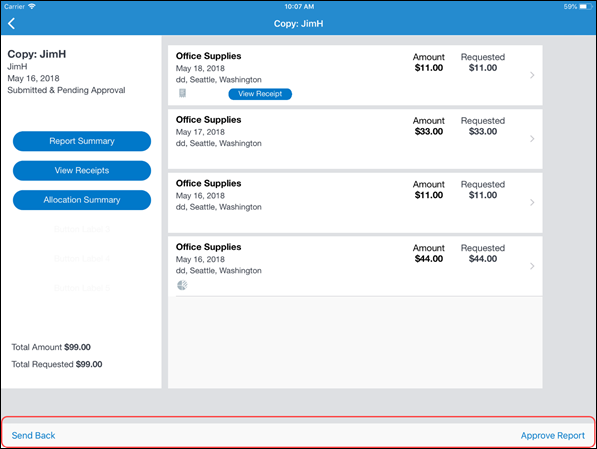 Carrier
10:07 AM
59%
Copy: JimH
Copy: JimH
JimH
May 16, 2018
Submitted & Pending Approval
Report Summary
View Receipts
Allocation Summary
Total Amount $99.00
Total Requested $99.00
Office Supplies
May 18, 2018
dd, Seattle, Washington
View Receipt
Amount
$11.00
Requested
$11.00
Office Supplies
May 17, 2018
dd, Seattle, Washington
Amount
$33.00
Requested
$33.00
Office Supplies
May 16, 2018
dd, Seattle, Washington
Amount
$11.00
Requested
$11.00
Office Supplies
May 16, 2018
dd, Seattle, Washington
Amount
$44.00
Requested
$44.00
Send Back
Approve Report